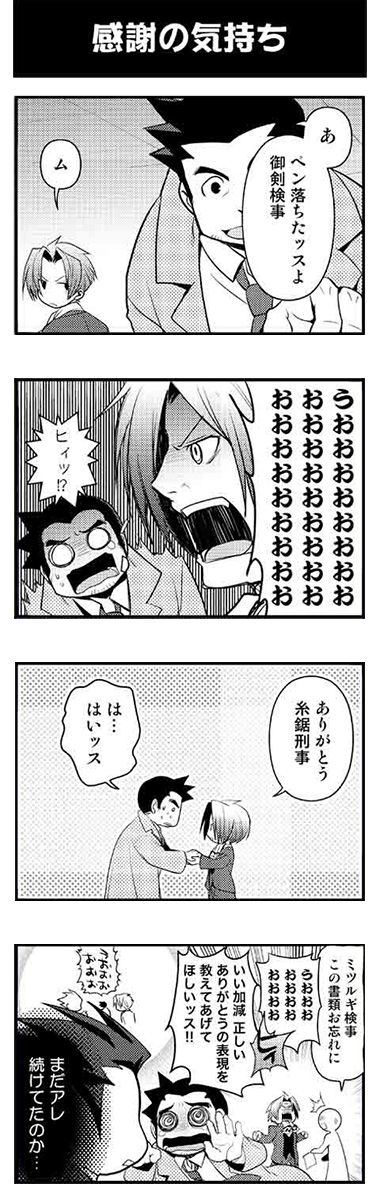 感謝の気持ち
あ
ペン落ちたッスよ
御剣検事
ム
うおおおおおおおお
おおおおおおおおお
おおおおおおおおお
おおおおおおおおお
ヒィッ!?
ありがとう
糸鋸刑事
は…
はいッス
ミツルギ検事
この書類お忘れに
うおおお
おおおお
おおおお
いい加減 正しい
ありがとうの表現を
教えてあげて
ほしいッス!!
うおおお
おおお
まだアレ
続けてたのか…